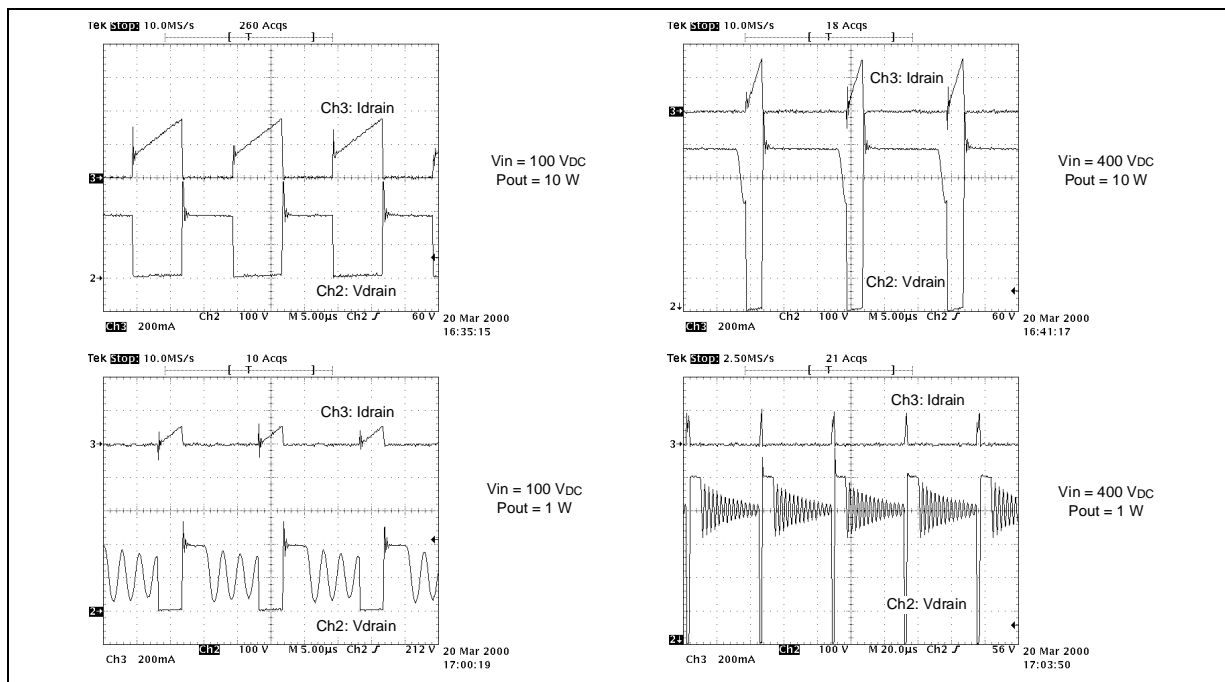 Tek Stop: 10.0MS/s 260 Acqs
[ T ]
Ch3: Idrain
3→
2→
Ch2: Vdrain
Ch2 100 V M 5.00µs Ch2 60 V
Ch3 200mA
20 Mar 2000
16:35:15
Vin = 100 VDC
Pout = 10 W
Tek Stop: 10.0MS/s 18 Acqs
[ T ]
Ch3: Idrain
3→
Ch2: Vdrain
2↓
Ch2 100 V M 5.00µs Ch2 60 V
Ch3 200mA
20 Mar 2000
16:41:17
Vin = 400 VDC
Pout = 10 W
Tek Stop: 10.0MS/s 10 Acqs
[ T ]
Ch3: Idrain
3→
2→
Ch2: Vdrain
Ch2 100 V M 5.00µs Ch2 212 V
Ch3 200mA
20 Mar 2000
17:00:19
Vin = 100 VDC
Pout = 1 W
Tek Stop: 2.50MS/s 21 Acqs
[ T ]
Ch3: Idrain
3→
Ch2: Vdrain
2↓
Ch2 100 V M 20.0µs Ch2 56 V
Ch3 200mA
20 Mar 2000
17:03:50
Vin = 400 VDC
Pout = 1 W